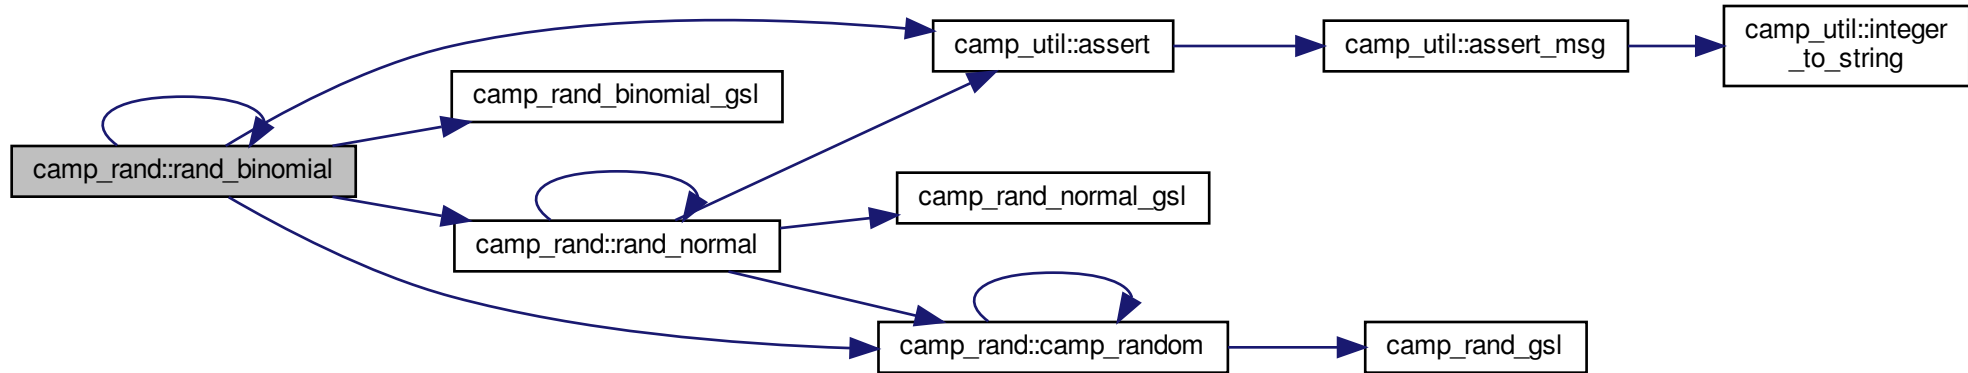 camp_rand::rand_binomial
camp_rand_binomial_gsl
camp_rand::rand_normal
camp_util::assert
camp_rand_normal_gsl
camp_rand::camp_random
camp_util::assert_msg
camp_rand_gsl
camp_util::integer
_to_string